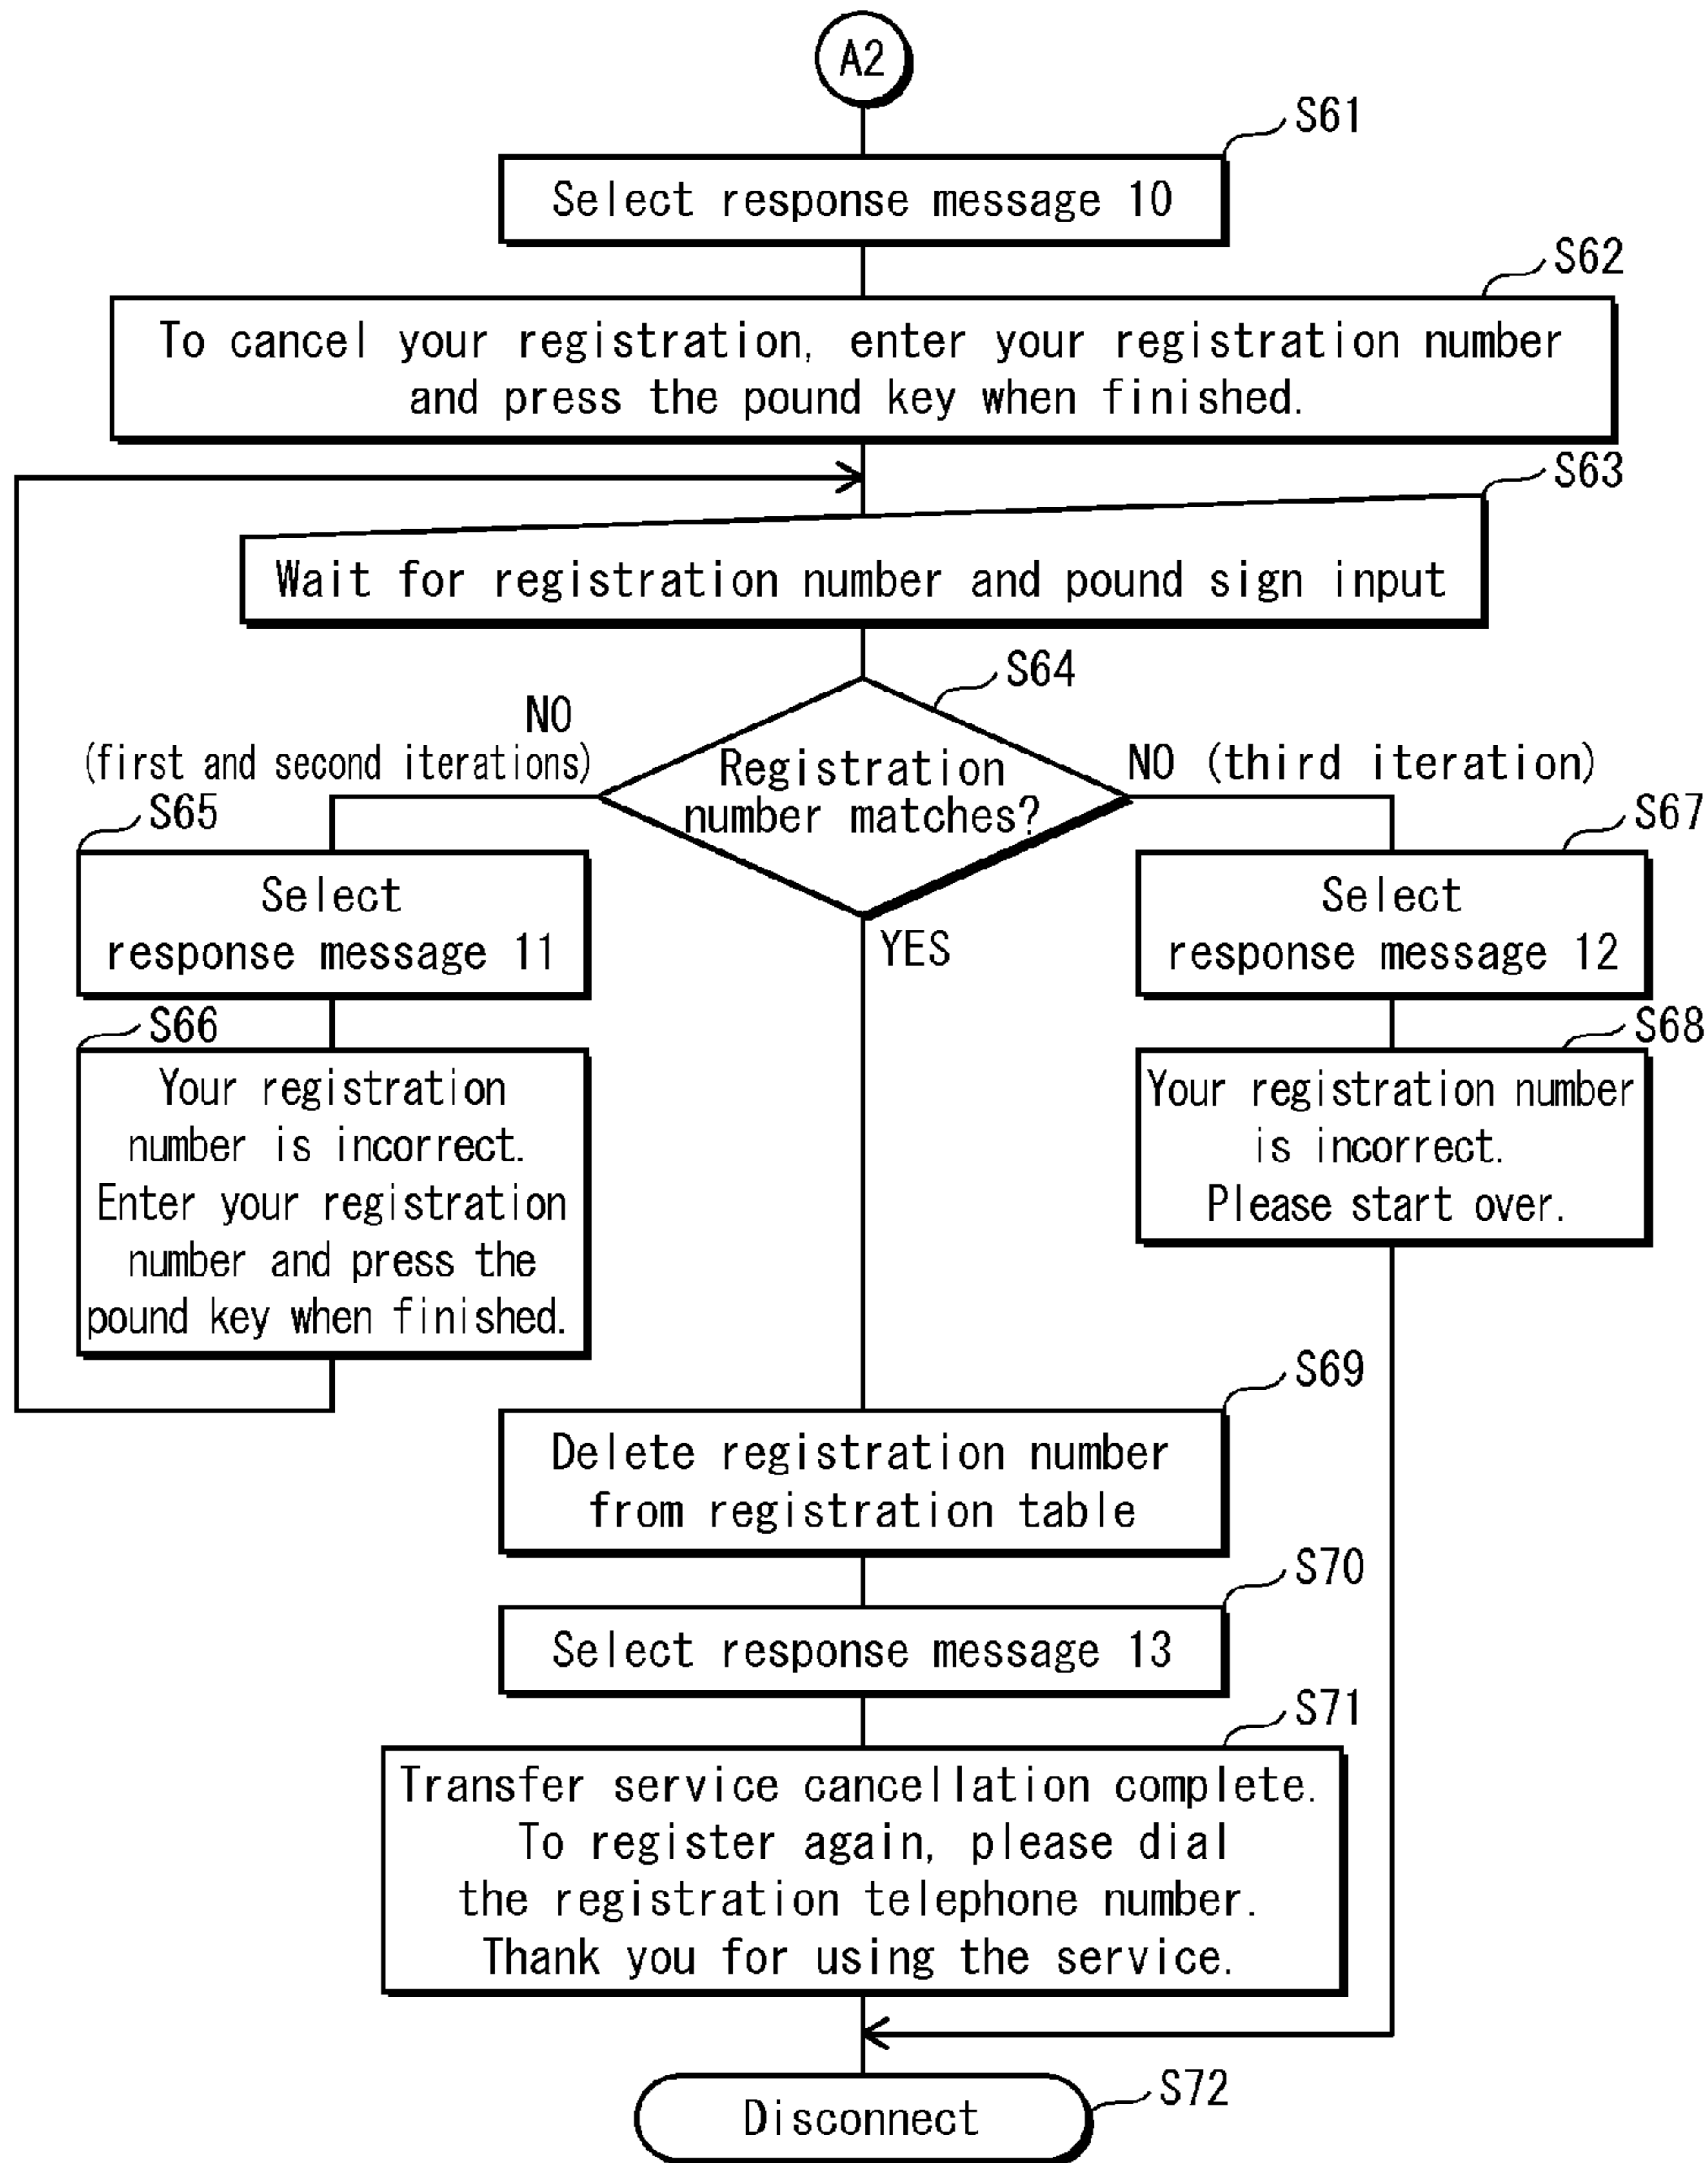 A2
S61
Select response message 10
S62
To cancel your registration, enter your registration number
and press the pound key when finished.
S63
Wait for registration number and pound sign input
S64
NO
(first and second iterations)
Registration
number matches?
NO (third iteration)
YES
S65
Select
response message 11
S66
Your registration
number is incorrect.
Enter your registration
number and press the
pound key when finished.
S67
Select
response message 12
S68
Your registration number
is incorrect.
Please start over.
S69
Delete registration number
from registration table
S70
Select response message 13
S71
Transfer service cancellation complete.
To register again, please dial
the registration telephone number.
Thank you for using the service.
S72
Disconnect